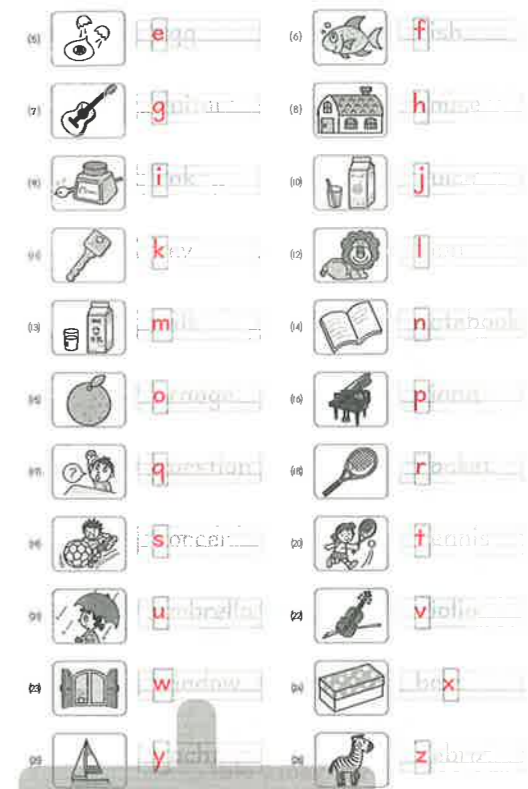 (5) egg (6) fish
(7) guitar (8) house
(9) ink (10) juice
(11) key (12) lion
(13) milk (14) notebook
(15) orange (16) piano
(17) question (18) racket
(19) soccer (20) tennis
(21) umbrella (22) violin
(23) window (24) box
(25) yacht (26) zebra